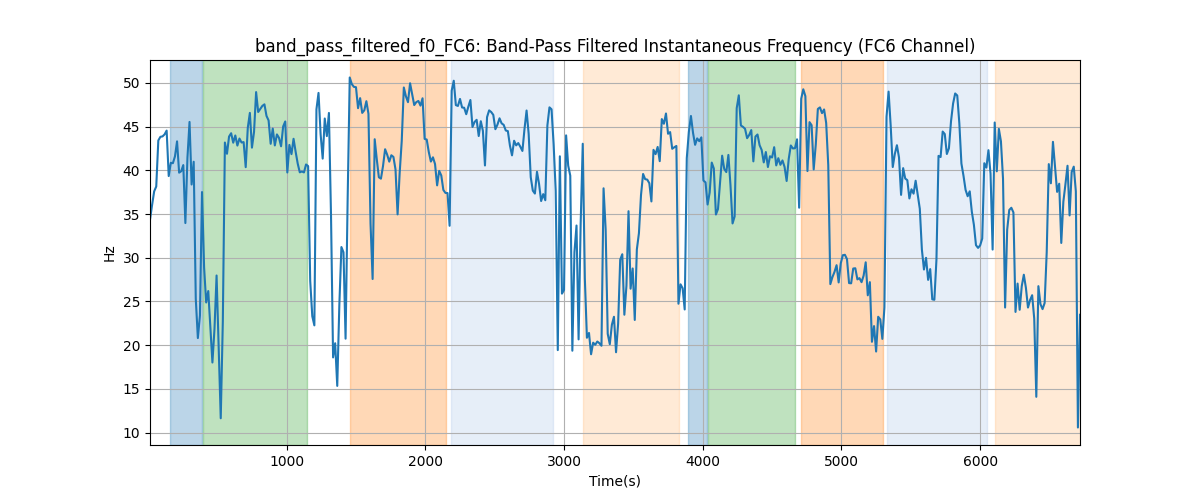 band_pass_filtered_f0_FC6: Band-Pass Filtered Instantaneous Frequency (FC6 Channel)
50
45
40
35
30
25
20
15
10
Hz
1000 2000 3000 4000 5000 6000
Time(s)